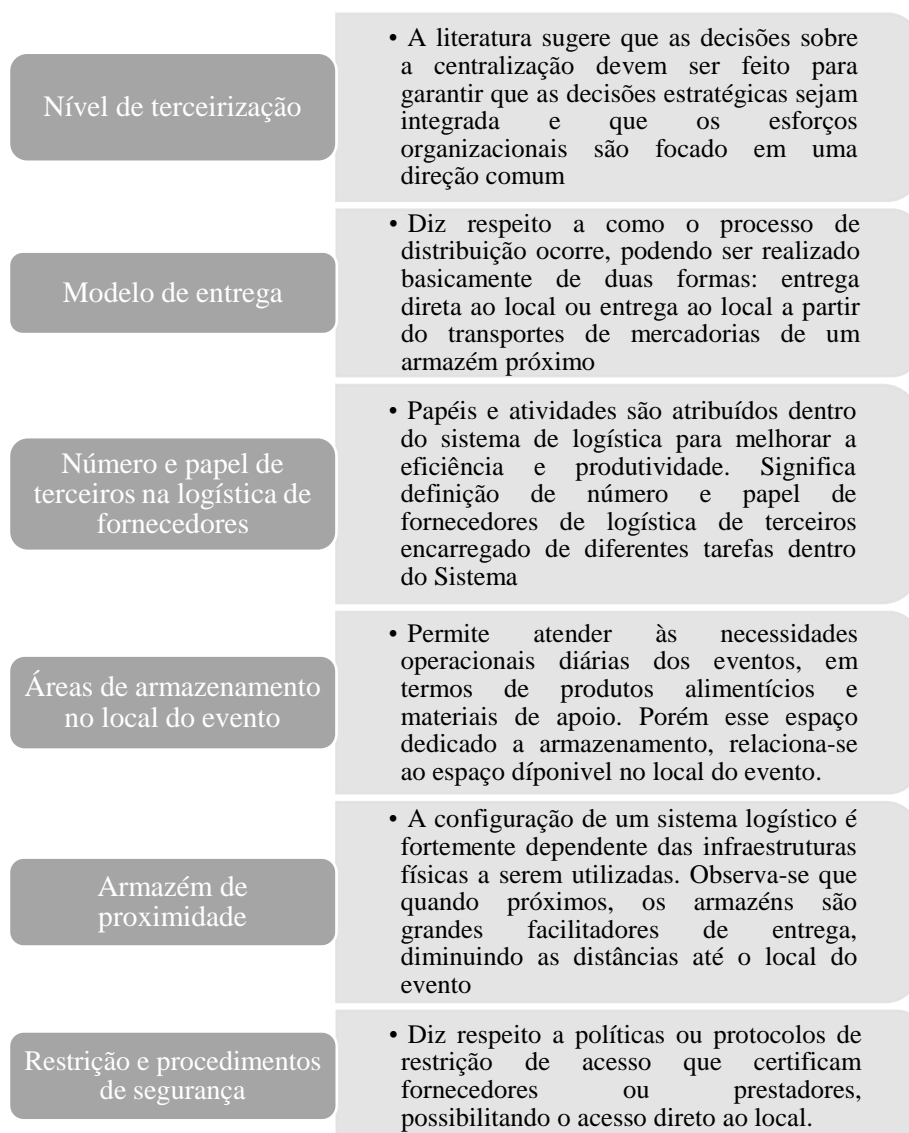 Nível de terceirização
• A literatura sugere que as decisões sobre
a centralização devem ser feito para
garantir que as decisões estratégicas sejam
integrada e que os esforços
organizacionais são focado em uma
direção comum
Modelo de entrega
• Diz respeito a como o processo de
distribuição ocorre, podendo ser realizado
basicamente de duas formas: entrega
direta ao local ou entrega ao local a partir
do transportes de mercadorias de um
armazém próximo
Número e papel de
terceiros na logística de
fornecedores
• Papéis e atividades são atribuídos dentro
do sistema de logística para melhorar a
eficiência e produtividade. Significa
definição de número e papel de
fornecedores de logística de terceiros
encarregado de diferentes tarefas dentro
do Sistema
Áreas de armazenamento
no local do evento
• Permite atender às necessidades
operacionais diárias dos eventos, em
termos de produtos alimentícios e
materiais de apoio. Porém esse espaço
dedicado a armazenamento, relaciona-se
ao espaço díponivel no local do evento.
Armazém de
proximidade
• A configuração de um sistema logístico é
fortemente dependente das infraestruturas
físicas a serem utilizadas. Observa-se que
quando próximos, os armazéns são
grandes facilitadores de entrega,
diminuindo as distâncias até o local do
evento
Restrição e procedimentos
de segurança
• Diz respeito a políticas ou protocolos de
restrição de acesso que certificam
fornecedores ou prestadores,
possibilitando o acesso direto ao local.